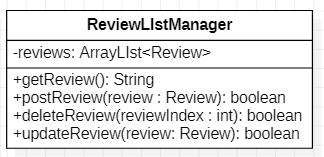 ReviewLIstManager
-reviews: ArrayLIst<Review>
+getReview(): String
+postReview(review : Review): boolean
+deleteReview(reviewIndex : int): boolean
+updateReview(review: Review): boolean